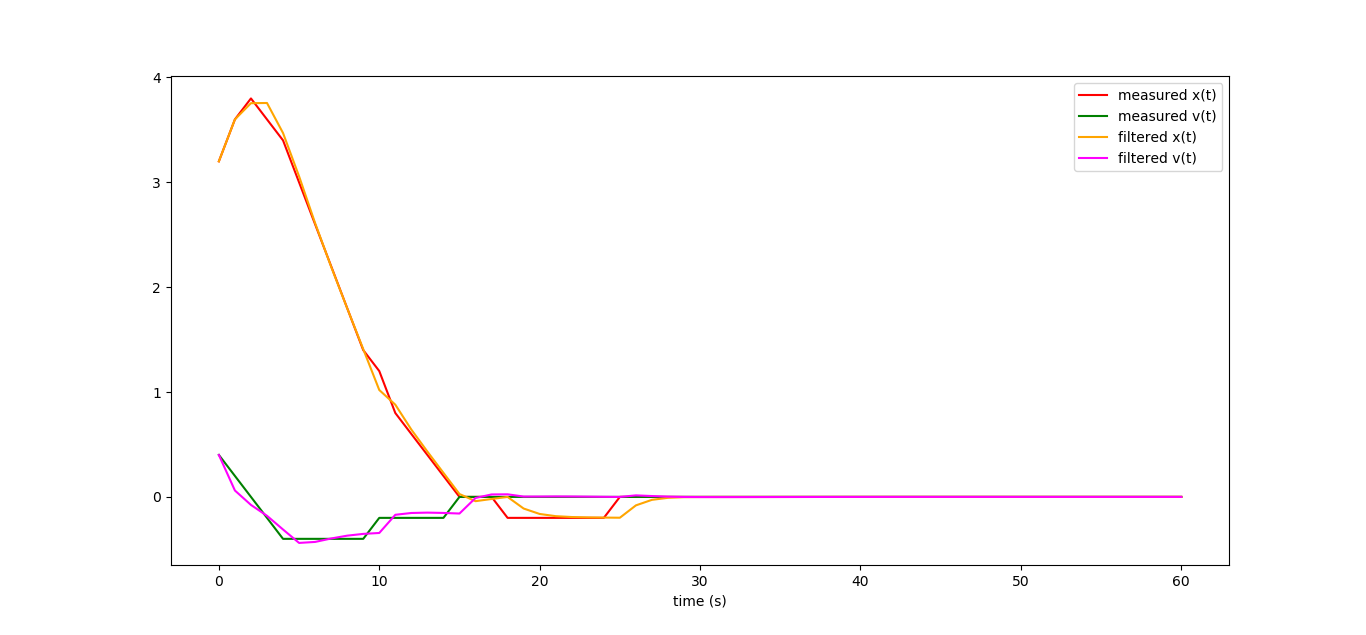 measured x(t)
measured v(t)
filtered x(t)
filtered v(t)
4
3
2
1
0
0 10 20 30 40 50 60
time (s)